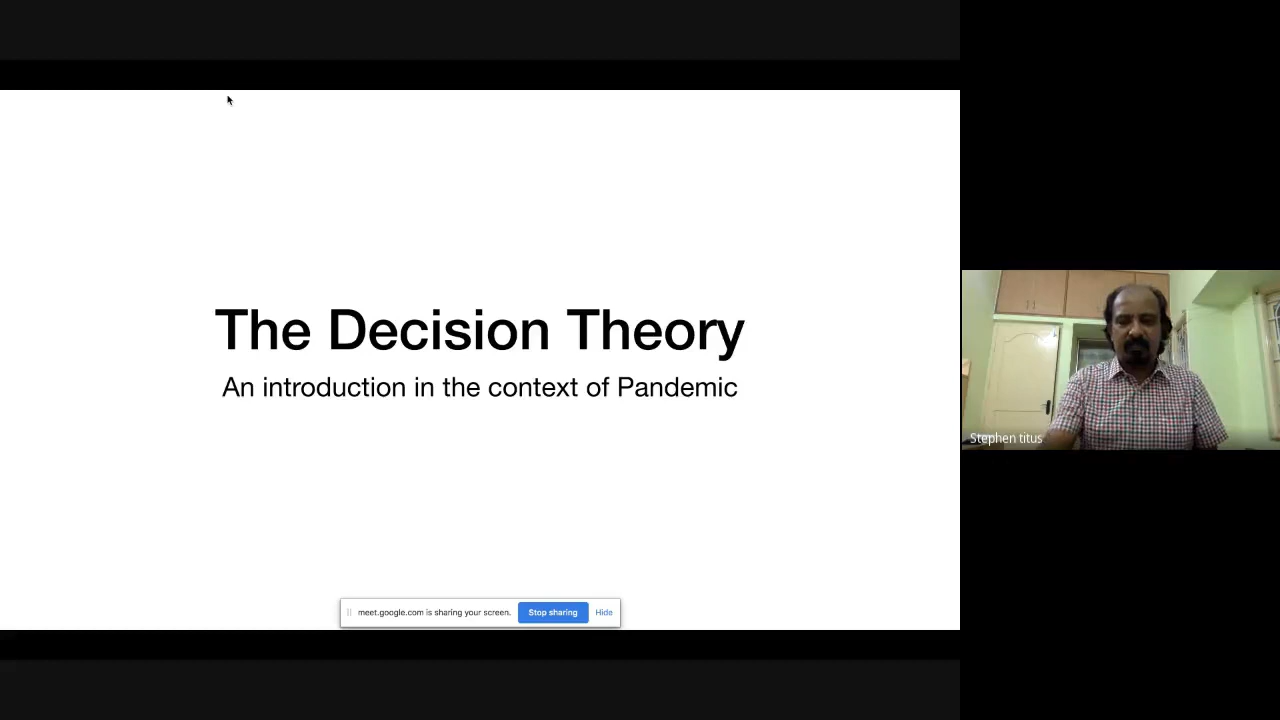 The Decision Theory
An introduction in the context of Pandemic
Stephen titus
meet.google.com is sharing your screen. Stop sharing Hide